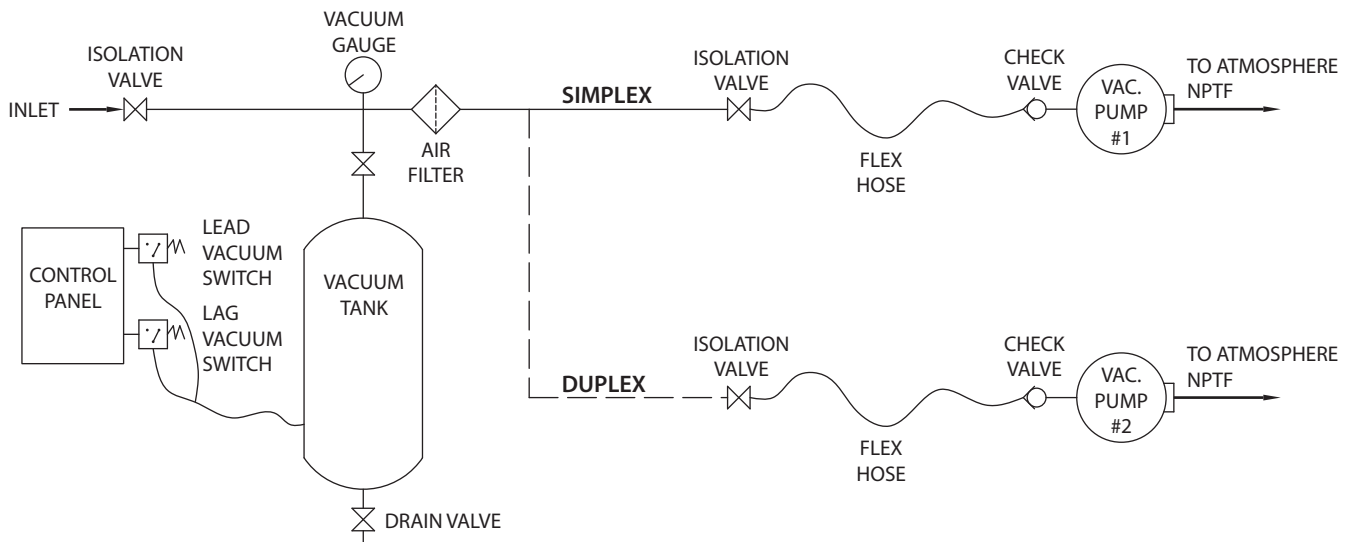 VACUUM
GAUGE
ISOLATION
VALVE
INLET
AIR
FILTER
SIMPLEX
ISOLATION
VALVE
FLEX
HOSE
CHECK
VALVE
VAC.
PUMP
#1
TO ATMOSPHERE
NPTF
CONTROL
PANEL
LEAD
VACUUM
SWITCH
LAG
VACUUM
SWITCH
VACUUM
TANK
DRAIN VALVE
DUPLEX
ISOLATION
VALVE
FLEX
HOSE
CHECK
VALVE
VAC.
PUMP
#2
TO ATMOSPHERE
NPTF